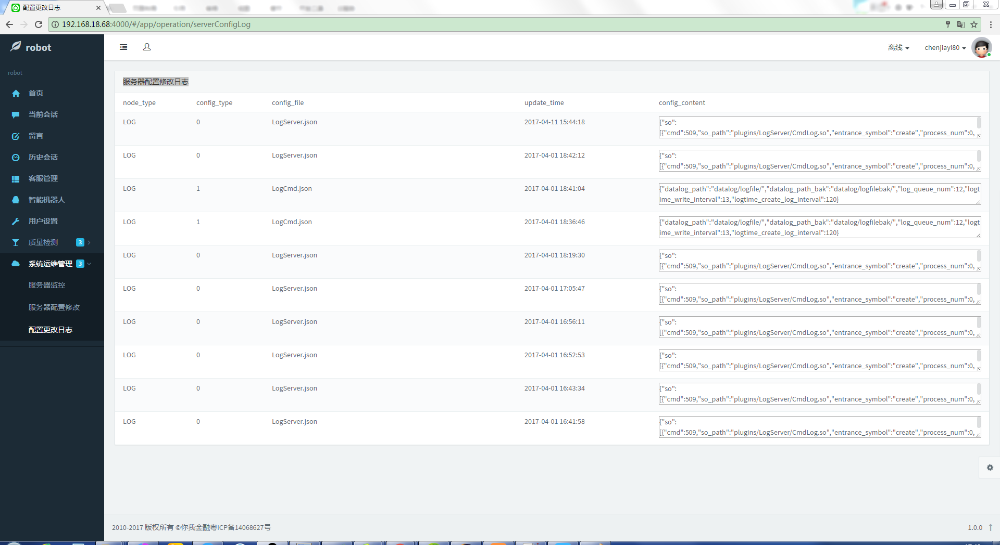 配置更改日志
192.168.18.68:4000/#/app/operation/serverConfigLog
robot
离线
chenjiayi80
robot
首页
当前会话
留言
历史会话
客服管理
智能机器人
用户设置
质量检测 3
系统运维管理 3
服务器监控
服务器配置修改
配置更改日志
服务器配置修改日志
node_type config_type config_file update_time config_content
LOG 0 LogServer.json 2017-04-11 15:44:18 {"so":
[{"cmd":509,"so_path":"plugins/LogServer/CmdLog.so","entrance_symbol":"create","process_num":0,
LOG 0 LogServer.json 2017-04-01 18:42:12 {"so":
[{"cmd":509,"so_path":"plugins/LogServer/CmdLog.so","entrance_symbol":"create","process_num":0,
LOG 1 LogCmd.json 2017-04-01 18:41:04 {"datalog_path":"datalog/logfile/","datalog_path_bak":"datalog/logfilebak/","log_queue_num":12,"logt
ime_write_interval":13,"logtime_create_log_interval":120}
LOG 1 LogCmd.json 2017-04-01 18:36:46 {"datalog_path":"datalog/logfile/","datalog_path_bak":"datalog/logfilebak/","log_queue_num":12,"logt
ime_write_interval":13,"logtime_create_log_interval":120}
LOG 0 LogServer.json 2017-04-01 18:19:30 {"so":
[{"cmd":509,"so_path":"plugins/LogServer/CmdLog.so","entrance_symbol":"create","process_num":0,
LOG 0 LogServer.json 2017-04-01 17:05:47 {"so":
[{"cmd":509,"so_path":"plugins/LogServer/CmdLog.so","entrance_symbol":"create","process_num":0,
LOG 0 LogServer.json 2017-04-01 16:56:11 {"so":
[{"cmd":509,"so_path":"plugins/LogServer/CmdLog.so","entrance_symbol":"create","process_num":0,
LOG 0 LogServer.json 2017-04-01 16:52:53 {"so":
[{"cmd":509,"so_path":"plugins/LogServer/CmdLog.so","entrance_symbol":"create","process_num":0,
LOG 0 LogServer.json 2017-04-01 16:43:34 {"so":
[{"cmd":509,"so_path":"plugins/LogServer/CmdLog.so","entrance_symbol":"create","process_num":0,
LOG 0 LogServer.json 2017-04-01 16:41:58 {"so":
[{"cmd":509,"so_path":"plugins/LogServer/CmdLog.so","entrance_symbol":"create","process_num":0,
2010-2017 版权所有 ©你我金融粤ICP备14068627号
1.0.0